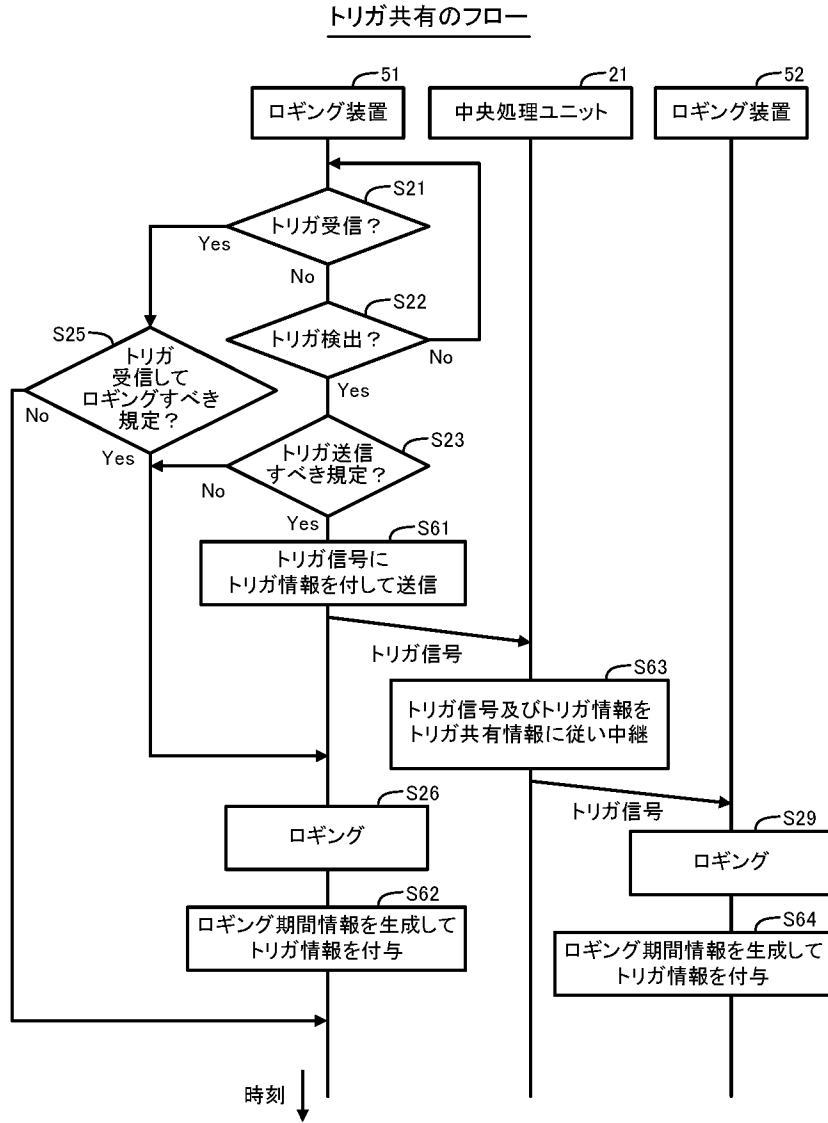 トリガ共有のフロー
51
21
52
ロギング装置
中央処理ユニット
ロギング装置
S21
トリガ受信？
Yes
No
S22
トリガ検出？
No
Yes
S25
トリガ
受信して
ロギングすべき
規定？
No
Yes
S23
トリガ送信
すべき規定？
No
Yes
S61
トリガ信号に
トリガ情報を付して送信
トリガ信号
S63
トリガ信号及びトリガ情報を
トリガ共有情報に従い中継
トリガ信号
S26
ロギング
S29
ロギング
S62
ロギング期間情報を生成して
トリガ情報を付与
S64
ロギング期間情報を生成して
トリガ情報を付与
時刻